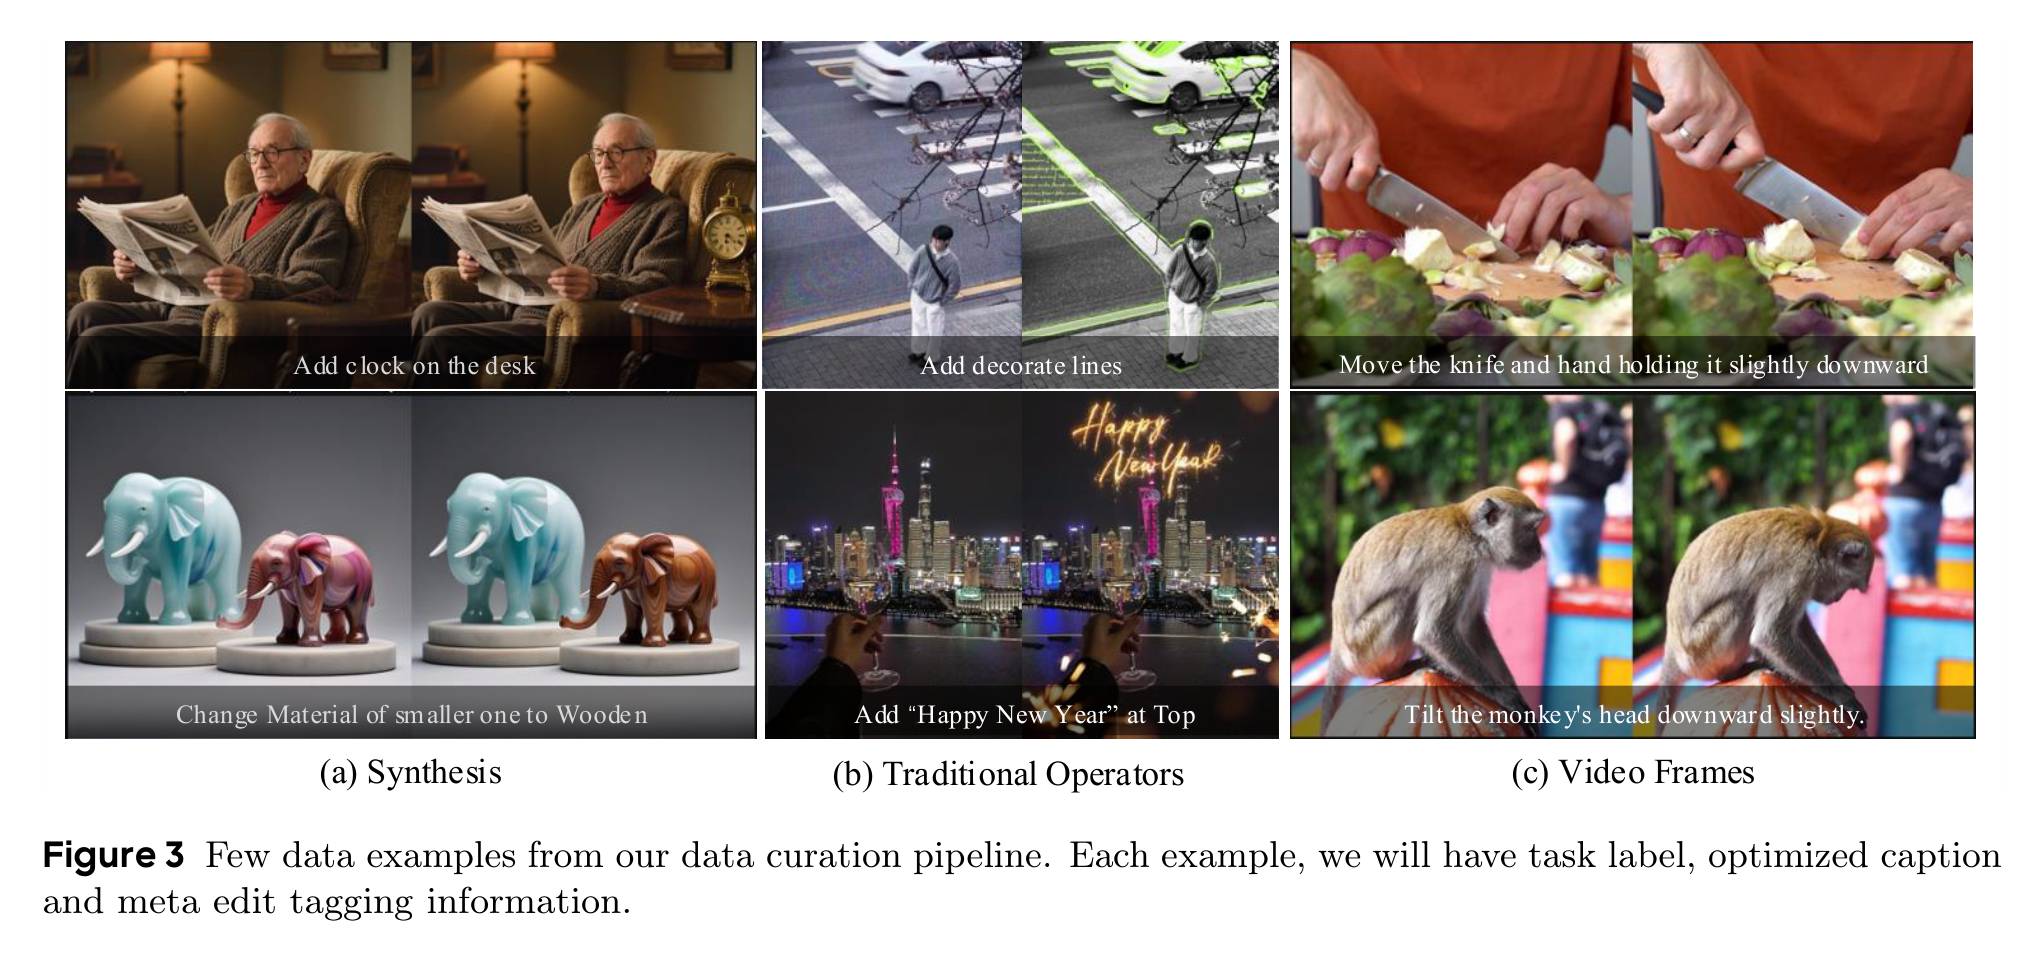 Add clock on the desk
Add decorate lines
Move the knife and hand holding it slightly downward
Change Material of smaller one to Wooden
Happy
New Year
Add “Happy New Year” at Top
Tilt the monkey's head downward slightly.
(a) Synthesis
(b) Traditional Operators
(c) Video Frames
Figure 3 Few data examples from our data curation pipeline. Each example, we will have task label, optimized caption
and meta edit tagging information.